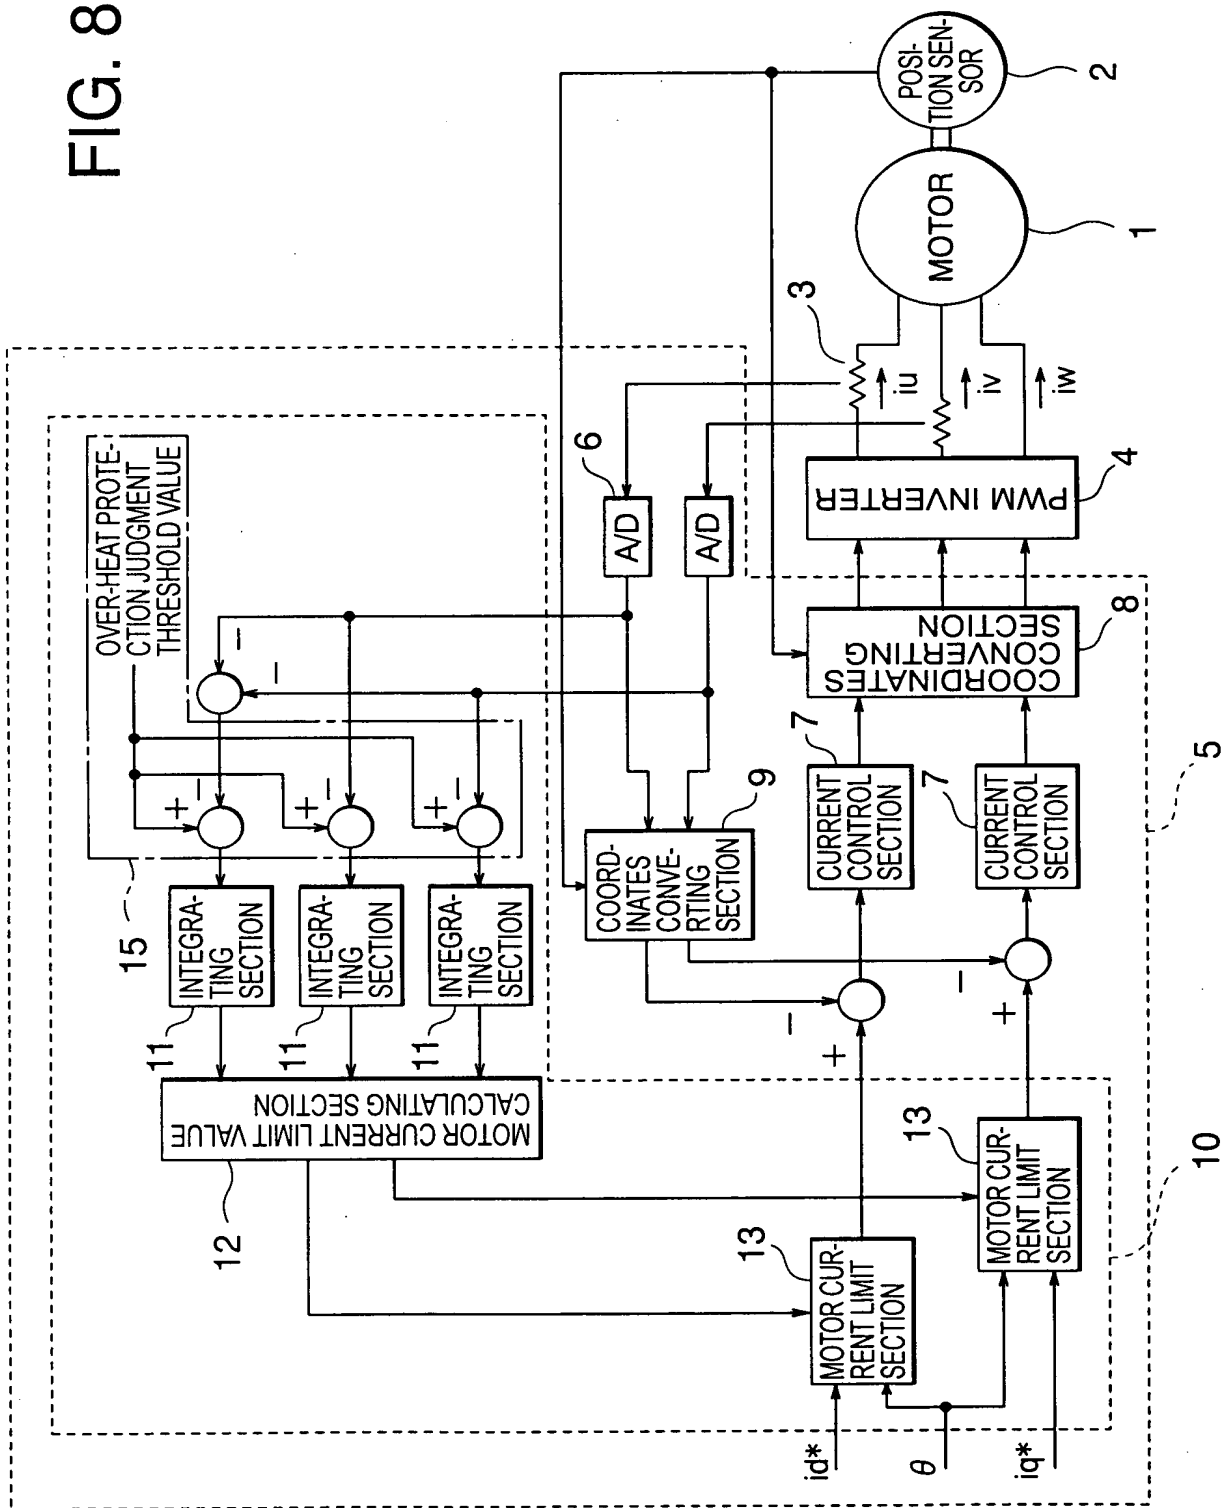 FIG. 8
OVER-HEAT PROTE-
CTION JUDGMENT
THRESHOLD VALUE
15
−
−
+
−
+
−
+
−
INTEGRA-
TING
SECTION
INTEGRA-
TING
SECTION
INTEGRA-
TING
SECTION
11
11
11
MOTOR CURRENT LIMIT VALUE
CALCULATING SECTION
12
6
A/D
A/D
COORD-
INATES
CONVE-
RTING
SECTION
9
id*
θ
iq*
MOTOR CUR-
RENT LIMIT
SECTION
13
MOTOR CUR-
RENT LIMIT
SECTION
13
10
+
−
+
−
CURRENT
CONTROL
SECTION
7
CURRENT
CONTROL
SECTION
7
5
COORDINATES
CONVERTING
SECTION
8
PWM INVERTER
4
3
iu
iv
iw
MOTOR
1
POSI-
TION SEN-
SOR
2